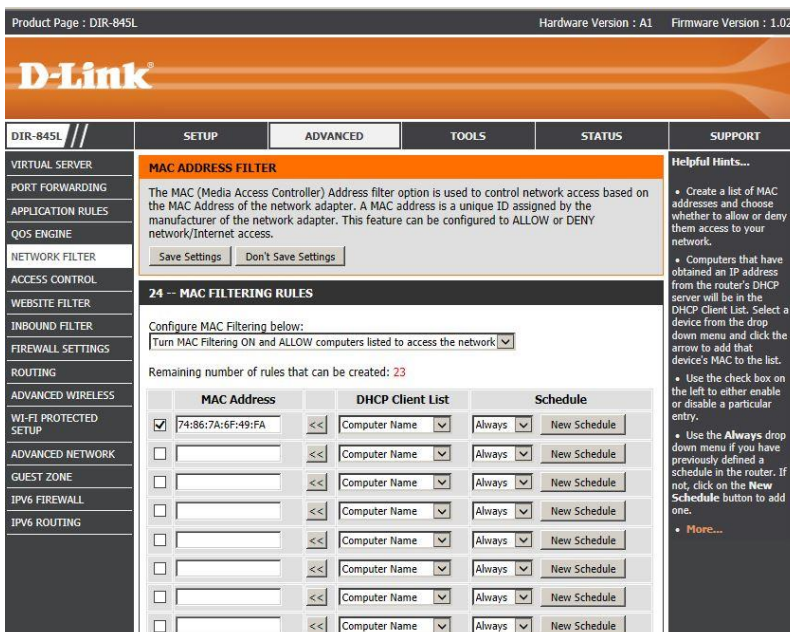 Product Page : DIR-845L Hardware Version : A1 Firmware Version : 1.02
D-Link
DIR-845L SETUP ADVANCED TOOLS STATUS SUPPORT
VIRTUAL SERVER
PORT FORWARDING
APPLICATION RULES
QOS ENGINE
NETWORK FILTER
ACCESS CONTROL
WEBSITE FILTER
INBOUND FILTER
FIREWALL SETTINGS
ROUTING
ADVANCED WIRELESS
WI-FI PROTECTED
SETUP
ADVANCED NETWORK
GUEST ZONE
IPV6 FIREWALL
IPV6 ROUTING
MAC ADDRESS FILTER
The MAC (Media Access Controller) Address filter option is used to control network access based on
the MAC Address of the network adapter. A MAC address is a unique ID assigned by the
manufacturer of the network adapter. This feature can be configured to ALLOW or DENY
network/Internet access.
Save Settings Don't Save Settings
24 -- MAC FILTERING RULES
Configure MAC Filtering below:
Turn MAC Filtering ON and ALLOW computers listed to access the network
Remaining number of rules that can be created: 23
MAC Address DHCP Client List Schedule
74:86:7A:6F:49:FA << Computer Name Always New Schedule
<< Computer Name Always New Schedule
<< Computer Name Always New Schedule
<< Computer Name Always New Schedule
<< Computer Name Always New Schedule
<< Computer Name Always New Schedule
<< Computer Name Always New Schedule
<< Computer Name Always New Schedule
Helpful Hints...
• Create a list of MAC
addresses and choose
whether to allow or deny
them access to your
network.
• Computers that have
obtained an IP address
from the router's DHCP
server will be in the
DHCP Client List. Select a
device from the drop
down menu and click the
arrow to add that
device's MAC to the list.
• Use the check box on
the left to either enable
or disable a particular
entry.
• Use the Always drop
down menu if you have
previously defined a
schedule in the router. If
not, click on the New
Schedule button to add
one.
• More...